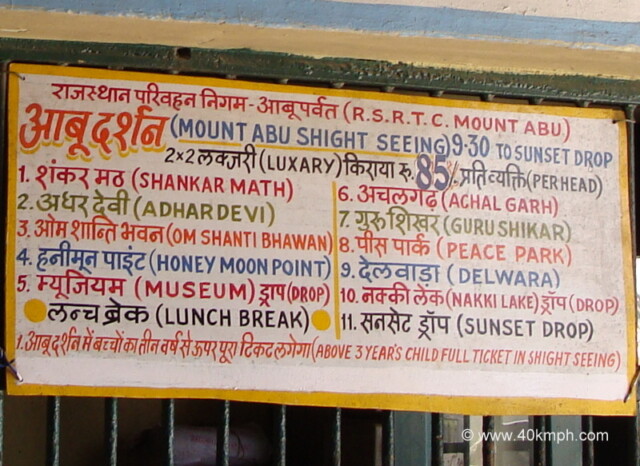 राजस्थान परिवहन निगम - आबूपर्वत (R.S.R.T.C. MOUNT ABU)
आबू दर्शन (MOUNT ABU SHIGHT SEEING) 9-30 TO SUNSET DROP
2×2 लक्ज़री (LUXARY) किराया रु. 85/- प्रतिव्यक्ति (PER HEAD)
1. शंकर मठ (SHANKAR MATH)
2. अधर देवी (ADHAR DEVI)
3. ओम शान्ति भवन (OM SHANTI BHAWAN)
4. हनीमून पाइंट (HONEY MOON POINT)
5. म्यूजियम (MUSEUM) ड्राप (DROP)
लन्च ब्रेक (LUNCH BREAK)
6. अचलगढ़ (ACHAL GARH)
7. गुरु शिखर (GURU SHIKAR)
8. पीस पार्क (PEACE PARK)
9. देलवाडा (DELWARA)
10. नक्की लेक (NAKKI LAKE) ड्रॉप (DROP)
11. सनसेट ड्रॉप (SUNSET DROP)
1. आबू दर्शन में बच्चों का तीन वर्ष से ऊपर पूरा टिकट लगेगा (ABOVE 3 YEAR'S CHILD FULL TICKET IN SHIGHT SEEING)
© www.40kmph.com